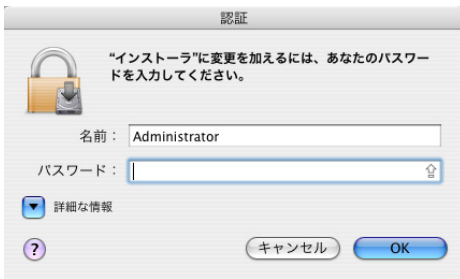 認証
“インストーラ”に変更を加えるには、あなたのパスワー
ドを入力してください。
名前：
Administrator
パスワード：
詳細な情報
?
キャンセル
OK